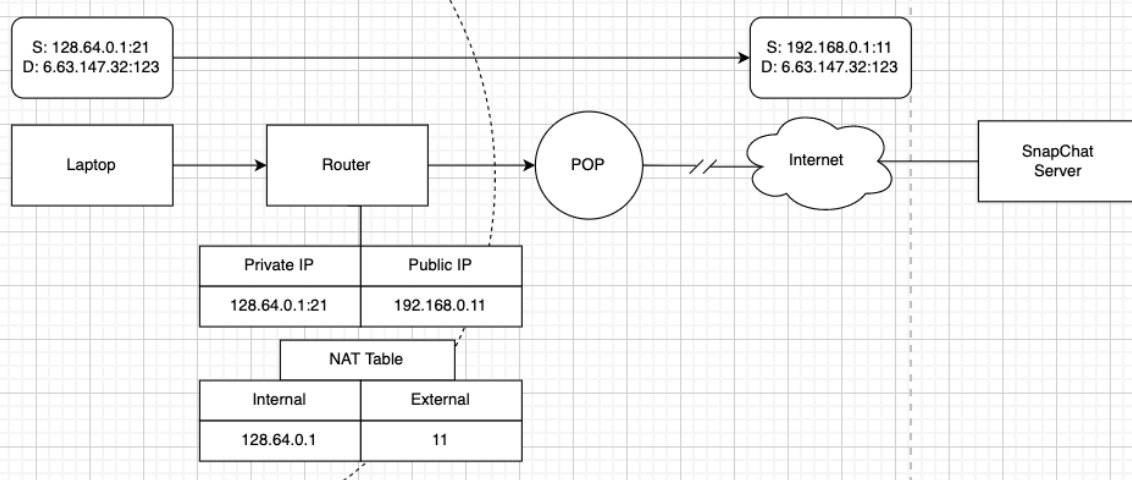 S: 128.64.0.1:21
D: 6.63.147.32:123
S: 192.168.0.1:11
D: 6.63.147.32:123
Laptop
Router
POP
Internet
SnapChat
Server
Private IP
Public IP
128.64.0.1:21
192.168.0.11
NAT Table
Internal
External
128.64.0.1
11